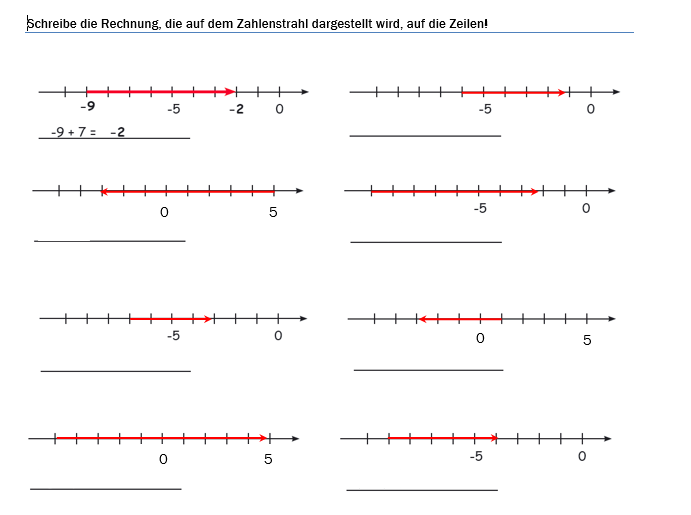 Schreibe die Rechnung, die auf dem Zahlenstrahl dargestellt wird, auf die Zeilen!
-9 -5 -2 0
-5 0
-9 + 7 = -2
0 5
-5 0
-5 0
0 5
0 5
-5 0